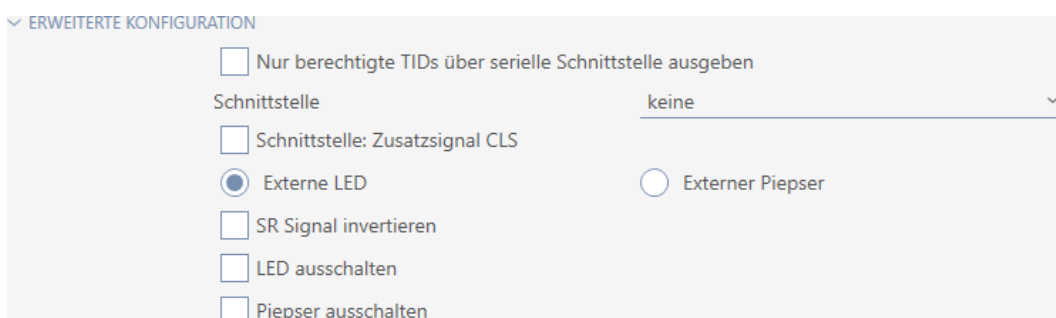 ERWEITERTE KONFIGURATION
Nur berechtigte TIDs über serielle Schnittstelle ausgeben
Schnittstelle keine
Schnittstelle: Zusatzsignal CLS
Externe LED Externer Piepser
SR Signal invertieren
LED ausschalten
Piepser ausschalten